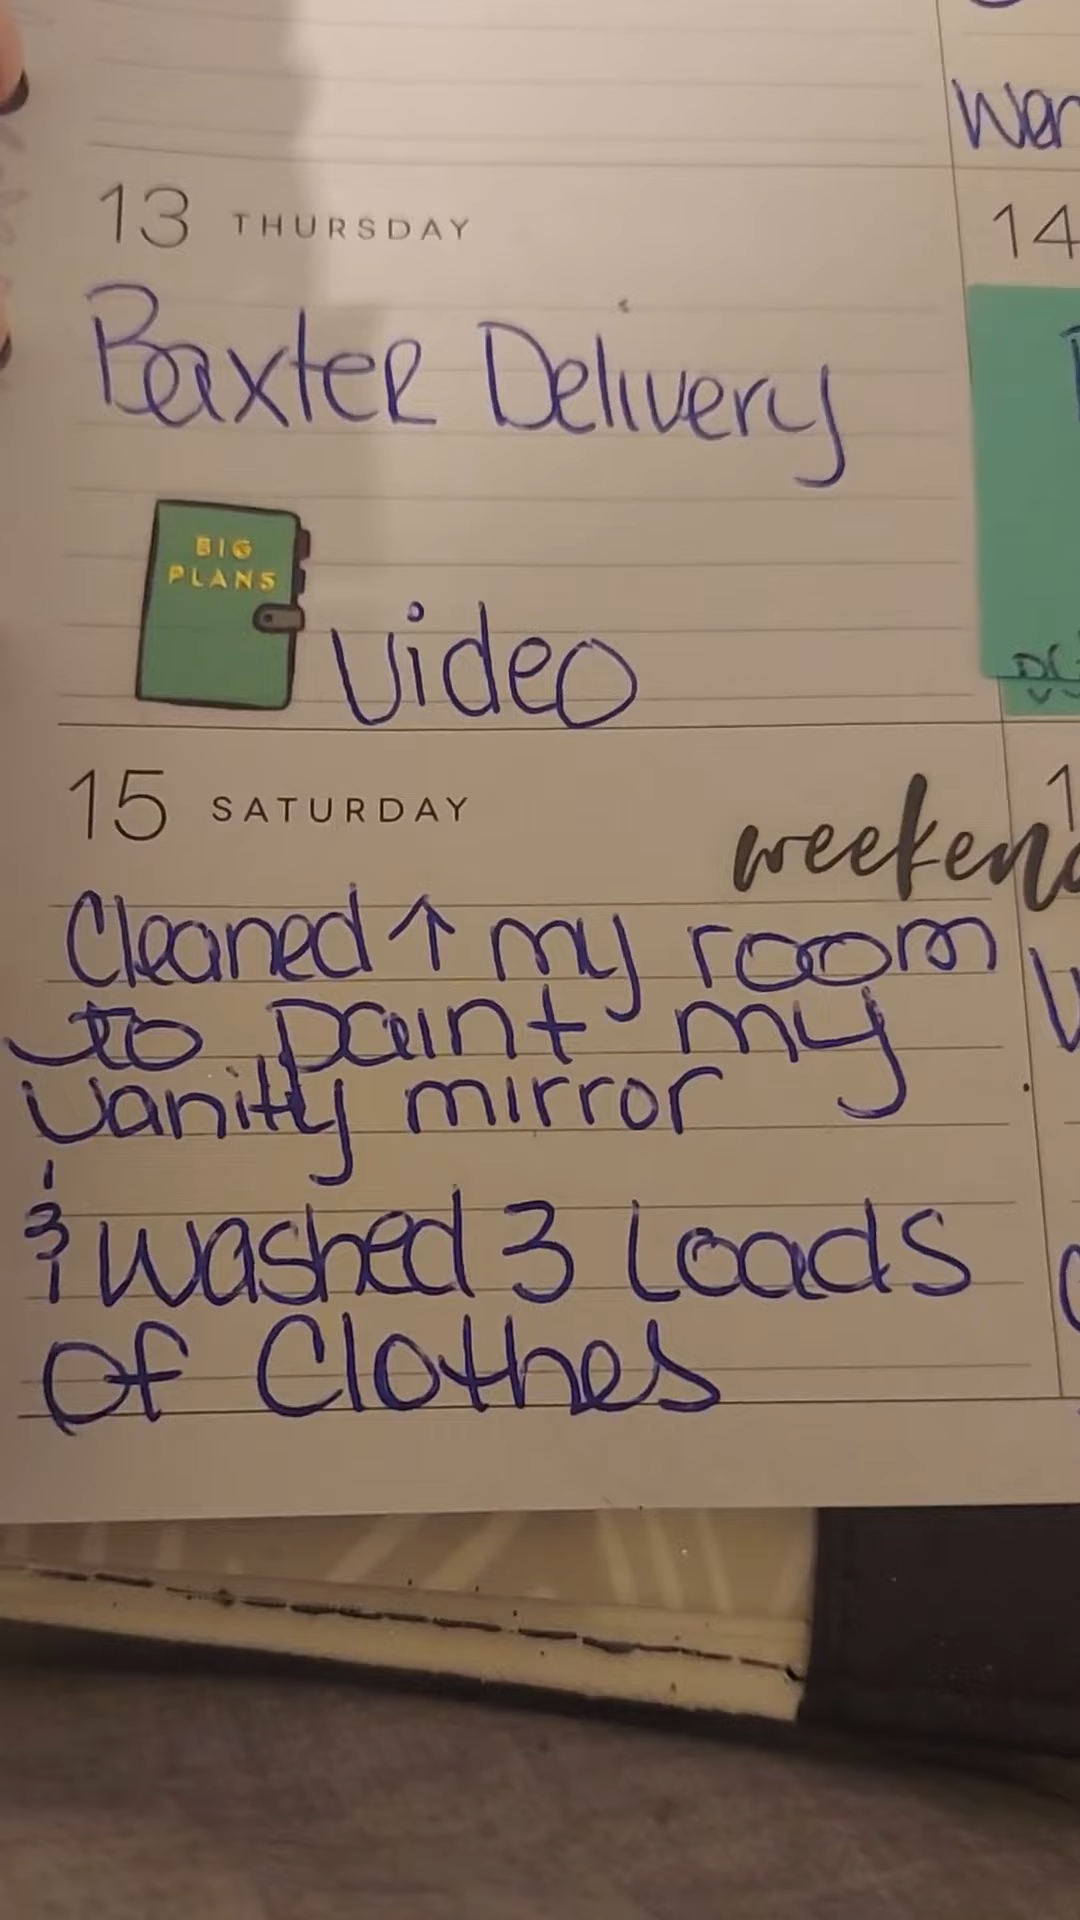 13 THURSDAY
14
Baxter Delivery
BIG
PLANS
Video
15 SATURDAY
weekend
Cleaned ↑ my room
to paint my
vanity mirror
& washed 3 Loads
of Clothes